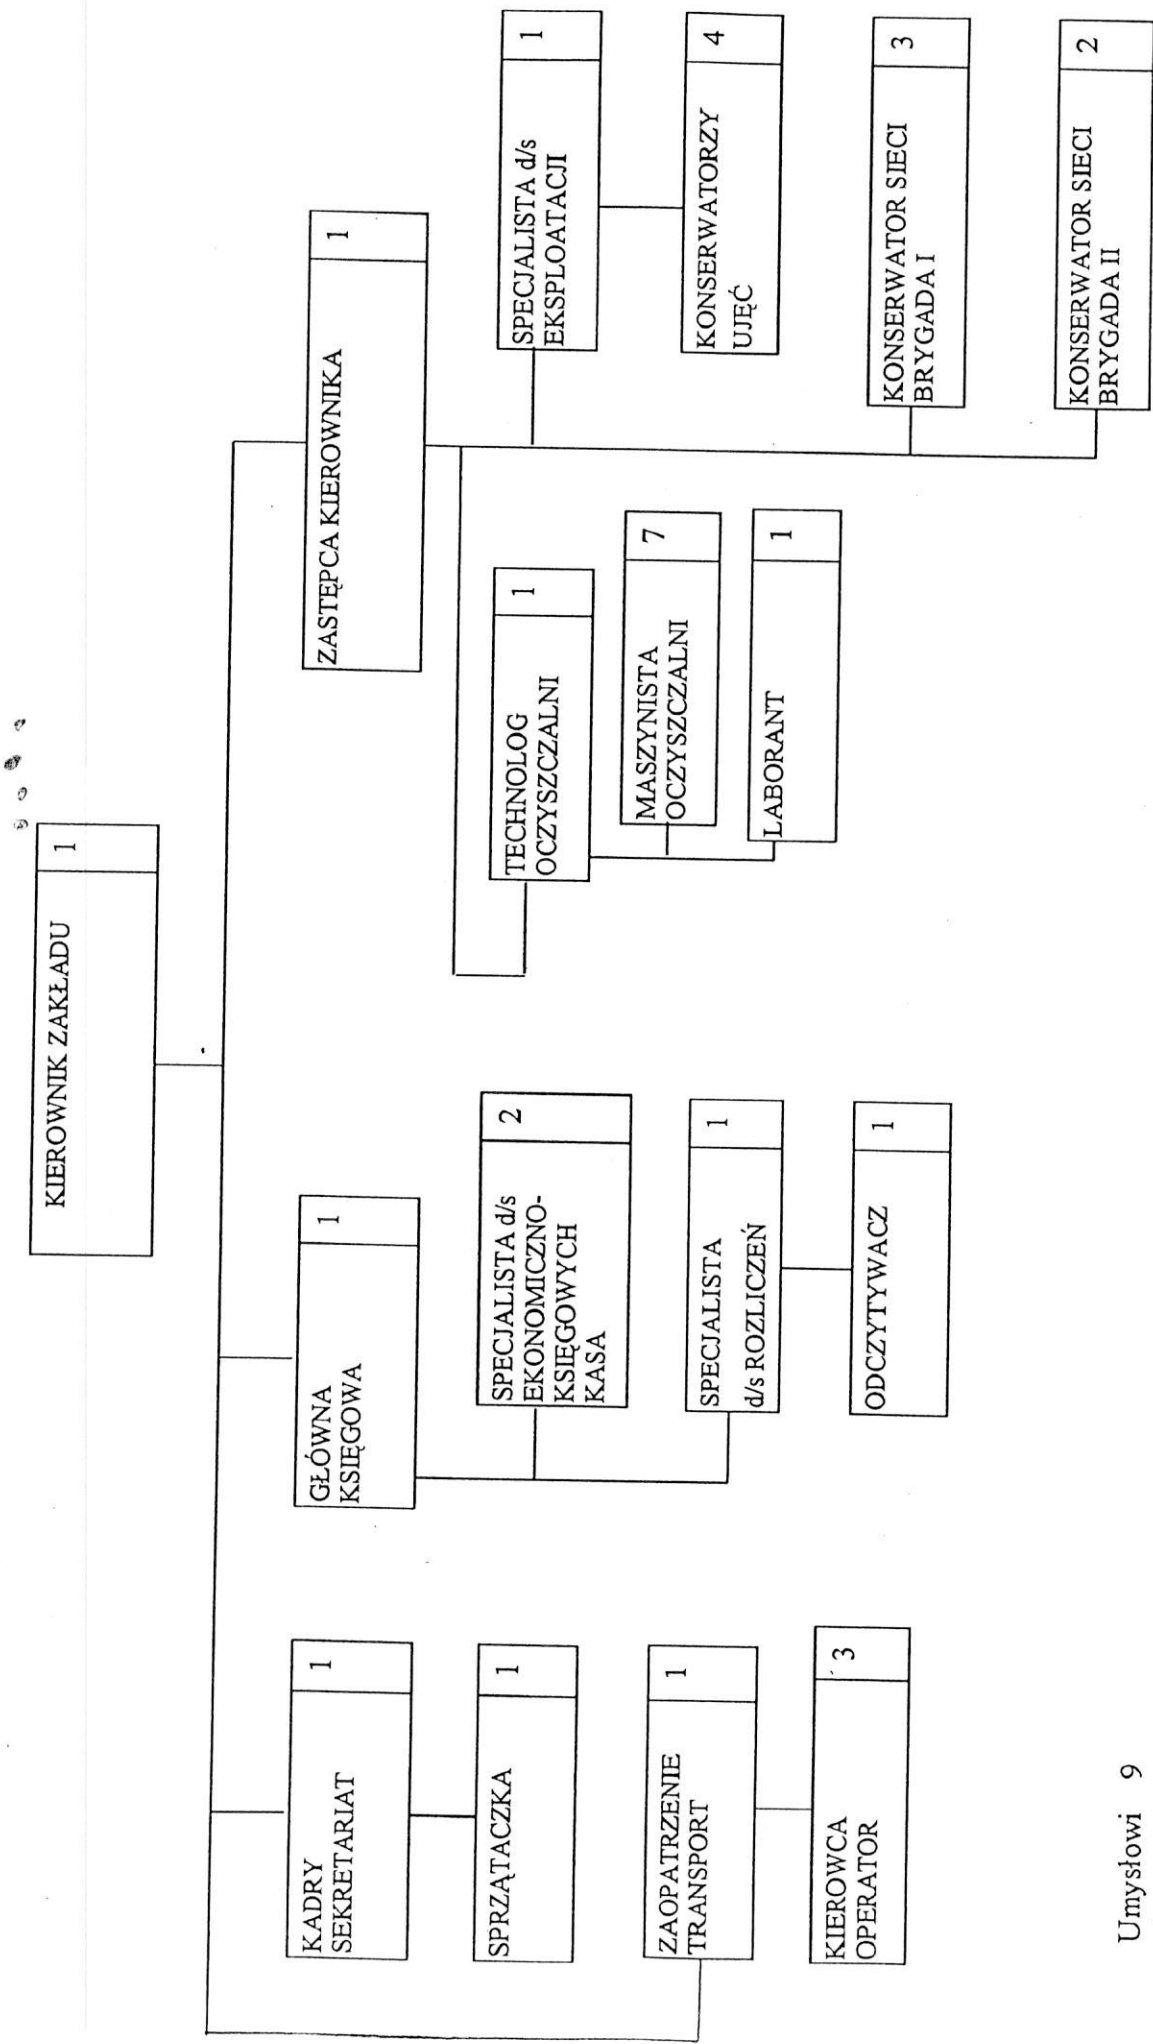 KIEROWNIK ZAKŁADU
1
KADRY
SEKRETARIAT
1
SPRZĄTACZKA
1
ZAOPATRZENIE
TRANSPORT
1
KIEROWCA
OPERATOR
3
GŁÓWNA
KSIĘGOWA
1
SPECJALISTA d/s
EKONOMICZNO-
KSIĘGOWYCH
KASA
2
SPECJALISTA
d/s ROZLICZEŃ
1
ODCZYTYWACZ
1
ZASTĘPCA KIEROWNIKA
1
TECHNOLOG
OCZYSZCZALNI
1
MASZYNISTA
OCZYSZCZALNI
7
LABORANT
1
SPECJALISTA d/s
EKSPLOATACJI
1
KONSERWATORZY
UJĘĆ
4
KONSERWATOR SIECI
BRYGADA I
3
KONSERWATOR SIECI
BRYGADA II
2
Umysłowi 9